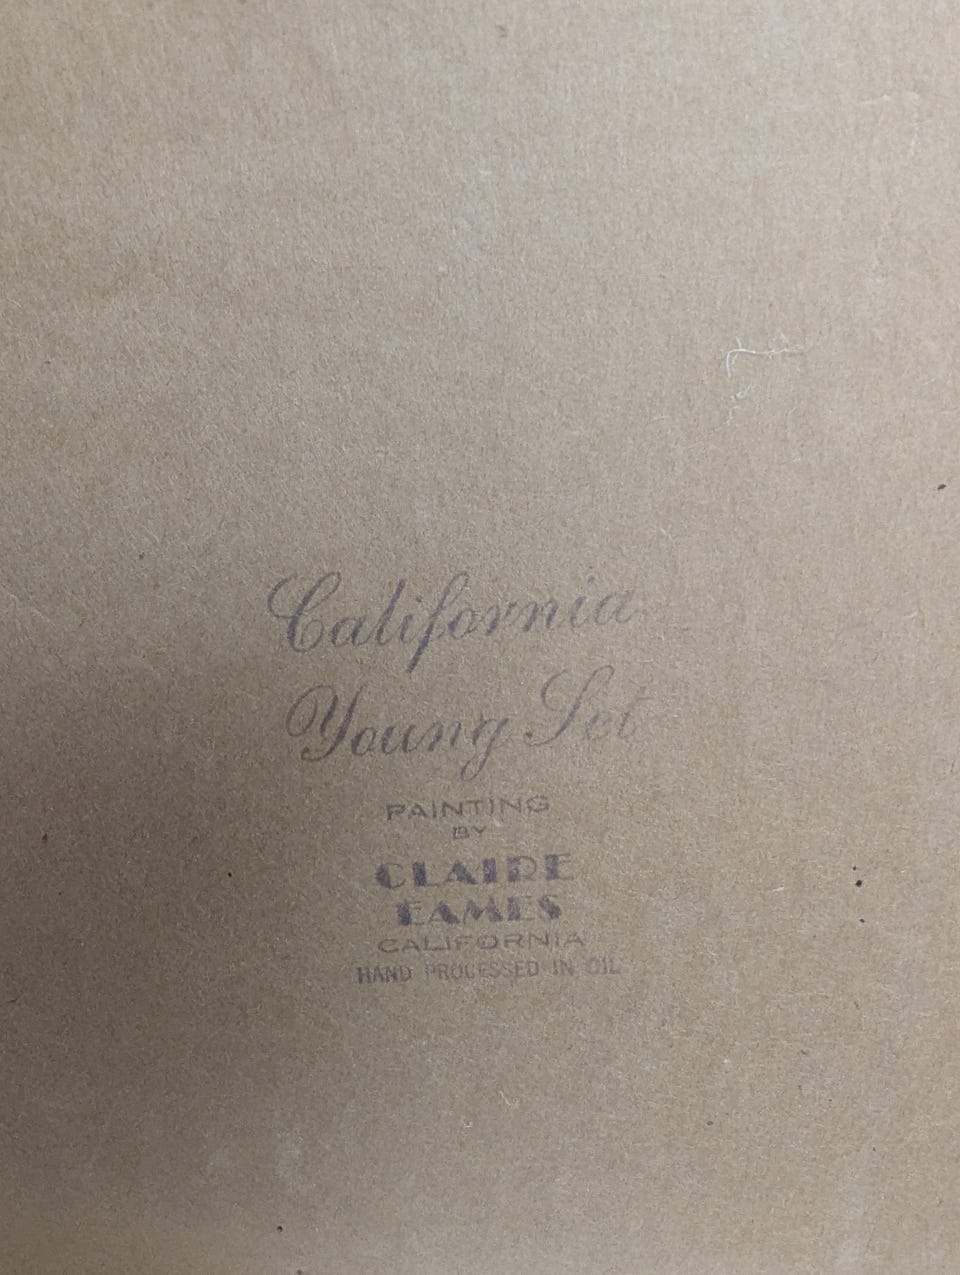 California
Young Set
PAINTING
BY
CLAIRE
EAMES
CALIFORNIA
HAND PROCESSED IN OIL